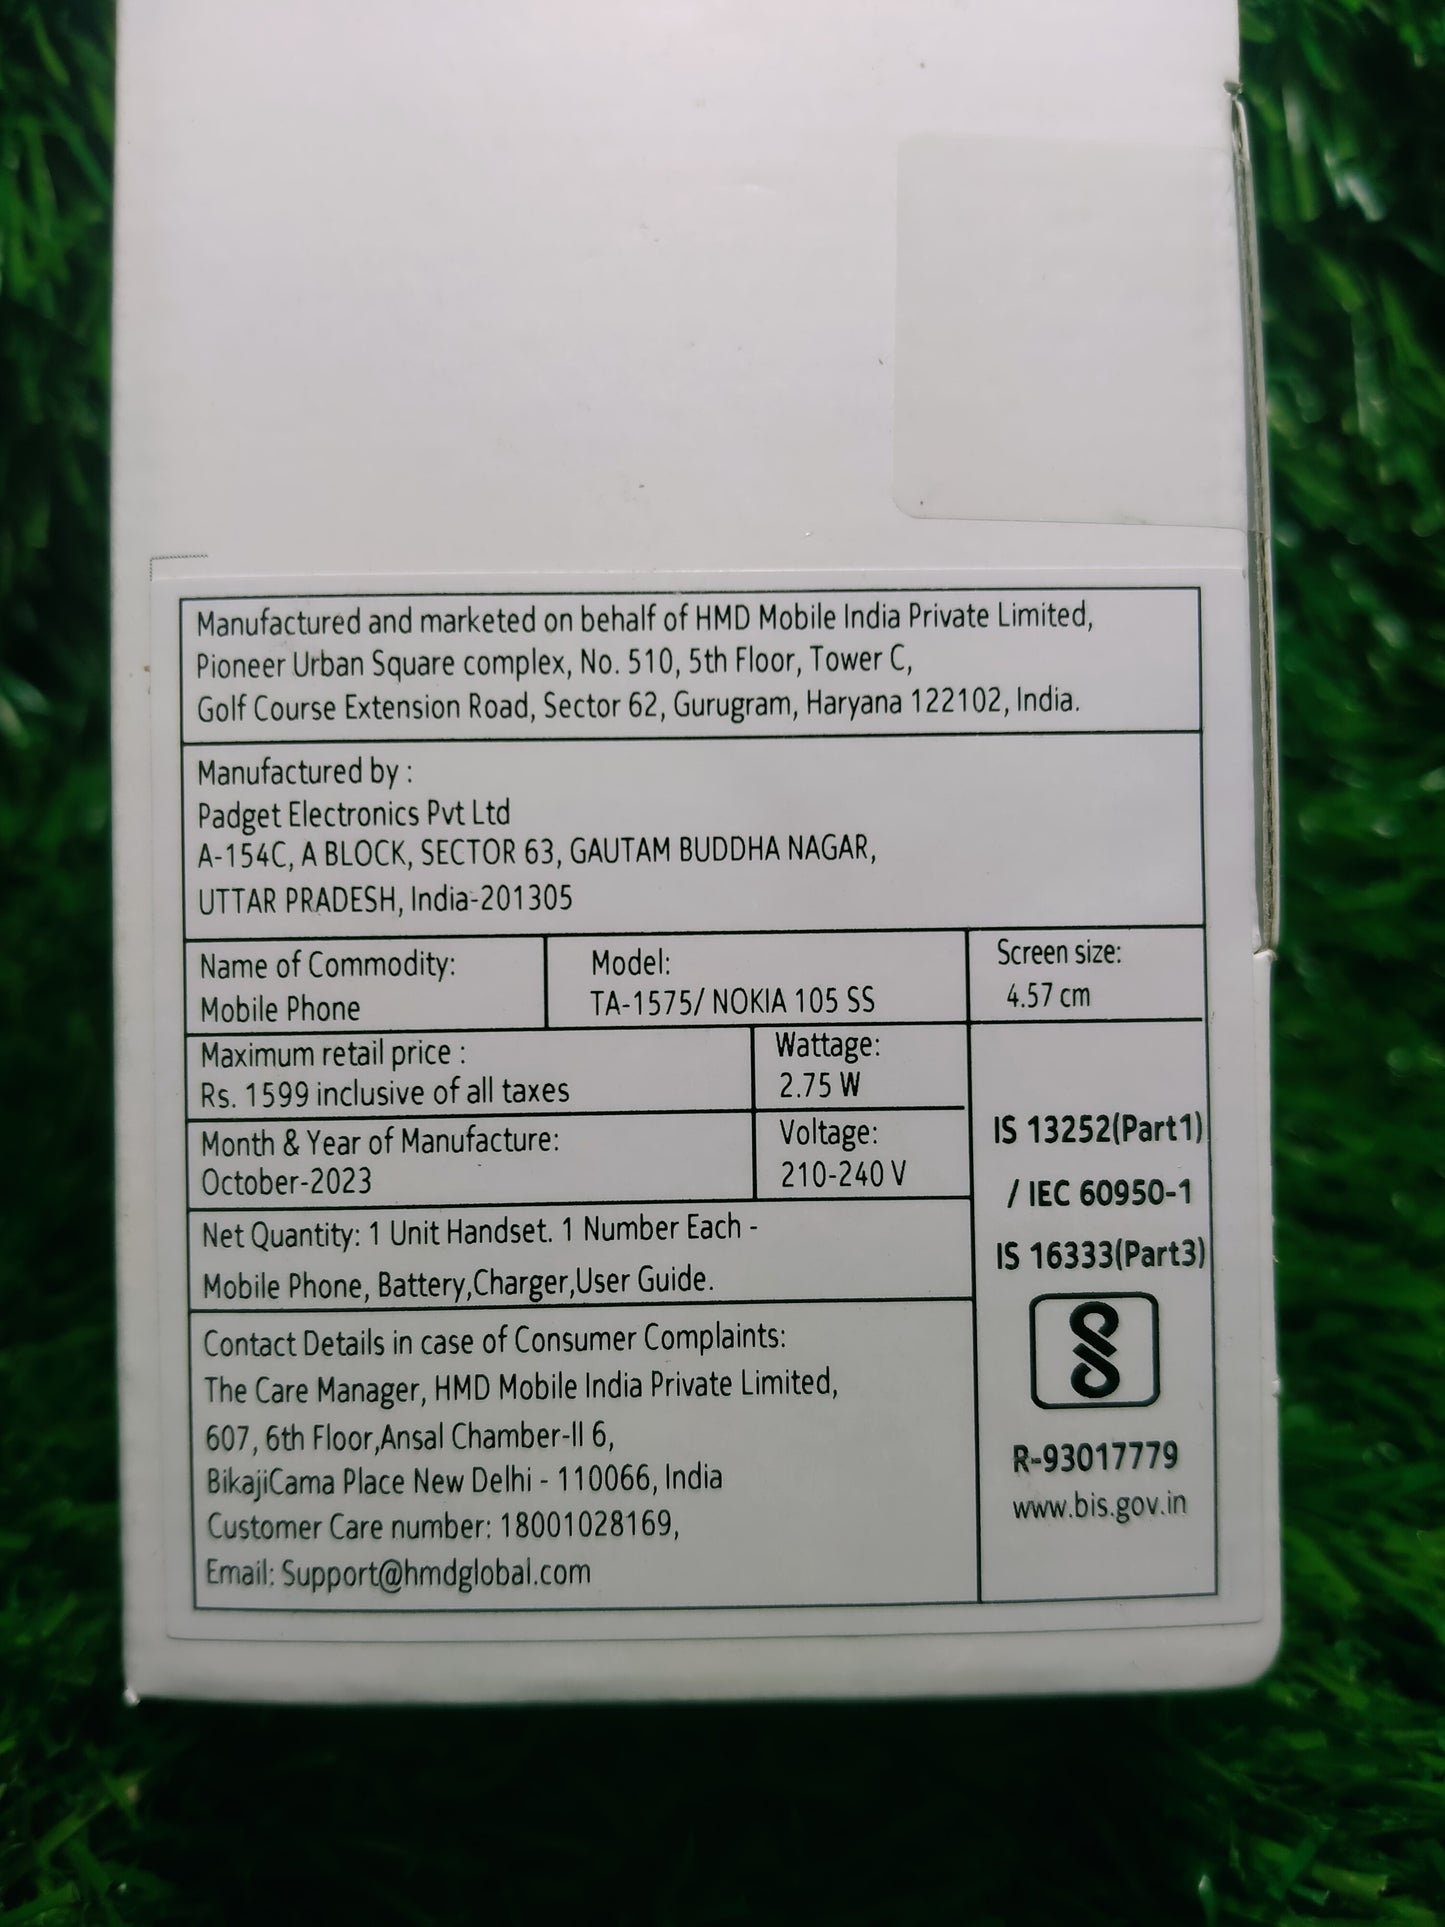 Manufactured and marketed on behalf of HMD Mobile India Private Limited,
Pioneer Urban Square complex, No. 510, 5th Floor, Tower C,
Golf Course Extension Road, Sector 62, Gurugram, Haryana 122102, India.
Manufactured by :
Padget Electronics Pvt Ltd
A-154C, A BLOCK, SECTOR 63, GAUTAM BUDDHA NAGAR,
UTTAR PRADESH, India-201305
Name of Commodity:
Mobile Phone
Model:
TA-1575/ NOKIA 105 SS
Screen size:
4.57 cm
Maximum retail price :
Rs. 1599 inclusive of all taxes
Wattage:
2.75 W
Month & Year of Manufacture:
October-2023
Voltage:
210-240 V
Net Quantity: 1 Unit Handset. 1 Number Each -
Mobile Phone, Battery,Charger,User Guide.
Contact Details in case of Consumer Complaints:
The Care Manager, HMD Mobile India Private Limited,
607, 6th Floor,Ansal Chamber-II 6,
BikajiCama Place New Delhi - 110066, India
Customer Care number: 18001028169,
Email: Support@hmdglobal.com
IS 13252(Part1)
/ IEC 60950-1
IS 16333(Part3)
R-93017779
www.bis.gov.in